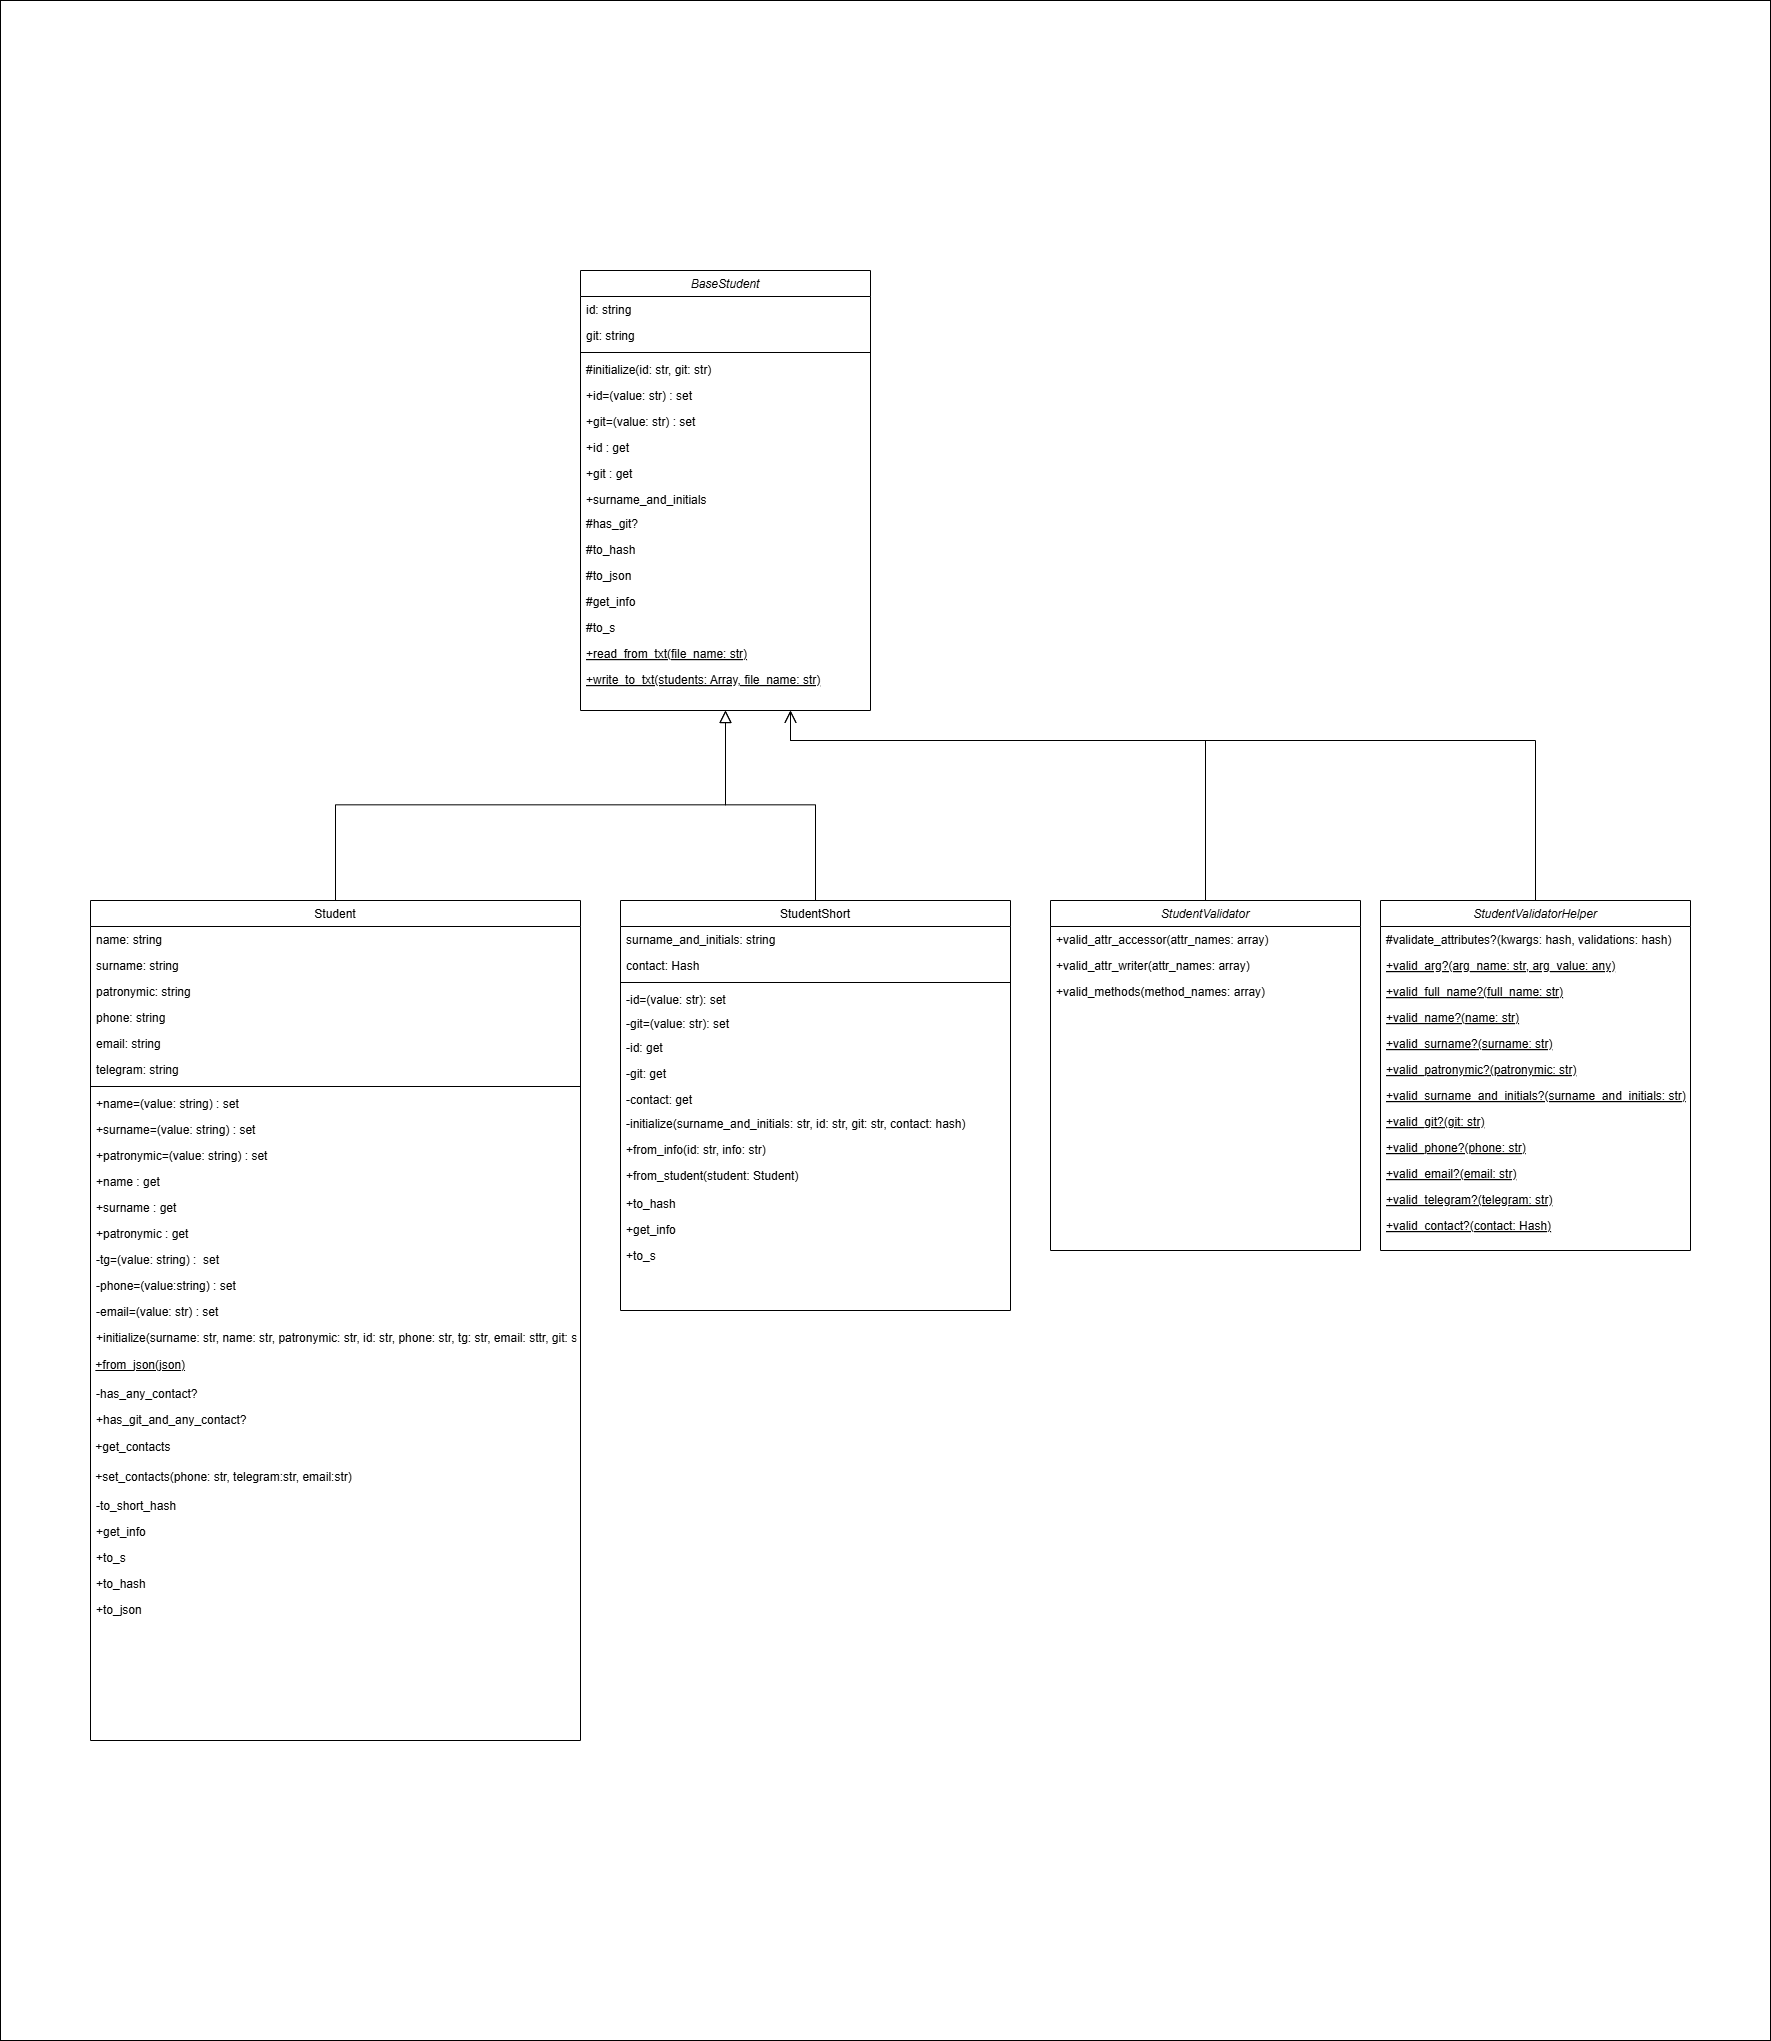 BaseStudent
id: string
git: string
#initialize(id: str, git: str)
+id=(value: str) : set
+git=(value: str) : set
+id : get
+git : get
+surname_and_initials
#has_git?
#to_hash
#to_json
#get_info
#to_s
+read_from_txt(file_name: str)
+write_to_txt(students: Array, file_name: str)
Student
name: string
surname: string
patronymic: string
phone: string
email: string
telegram: string
+name=(value: string) : set
+surname=(value: string) : set
+patronymic=(value: string) : set
+name : get
+surname : get
+patronymic : get
-tg=(value: string) :  set
-phone=(value:string) : set
-email=(value: str) : set
+initialize(surname: str, name: str, patronymic: str, id: str, phone: str, tg: str, email: sttr, git: s
+from_json(json)
-has_any_contact?
+has_git_and_any_contact?
+get_contacts
+set_contacts(phone: str, telegram:str, email:str)
-to_short_hash
+get_info
+to_s
+to_hash
+to_json
StudentShort
surname_and_initials: string
contact: Hash
-id=(value: str): set
-git=(value: str): set
-id: get
-git: get
-contact: get
-initialize(surname_and_initials: str, id: str, git: str, contact: hash)
+from_info(id: str, info: str)
+from_student(student: Student)
+to_hash
+get_info
+to_s
StudentValidator
+valid_attr_accessor(attr_names: array)
+valid_attr_writer(attr_names: array)
+valid_methods(method_names: array)
StudentValidatorHelper
#validate_attributes?(kwargs: hash, validations: hash)
+valid_arg?(arg_name: str, arg_value: any)
+valid_full_name?(full_name: str)
+valid_name?(name: str)
+valid_surname?(surname: str)
+valid_patronymic?(patronymic: str)
+valid_surname_and_initials?(surname_and_initials: str)
+valid_git?(git: str)
+valid_phone?(phone: str)
+valid_email?(email: str)
+valid_telegram?(telegram: str)
+valid_contact?(contact: Hash)